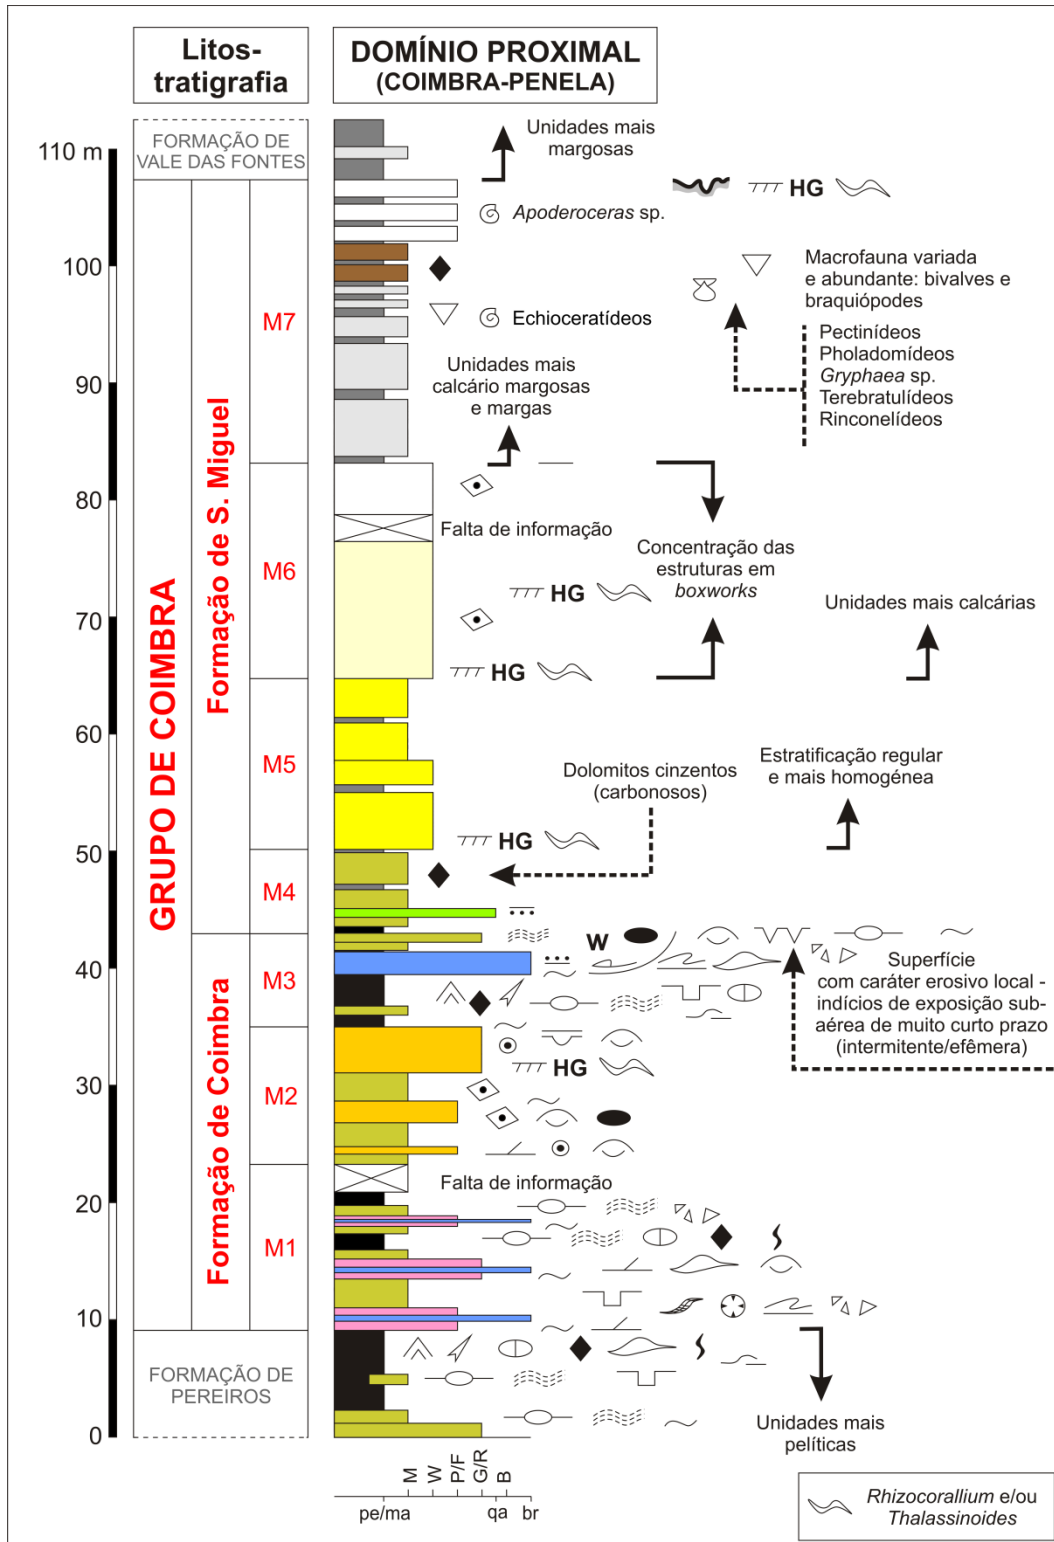 Litos-
tratigrafia
DOMÍNIO PROXIMAL
(COIMBRA-PENELA)
110 m
100
90
80
70
60
50
40
30
20
10
0
FORMAÇÃO DE
VALE DAS FONTES
GRUPO DE COIMBRA
Formação de S. Miguel
Formação de Coimbra
M7
M6
M5
M4
M3
M2
M1
FORMAÇÃO DE
PEREIROS
Unidades mais
margosas
HG
Apoderoceras sp.
Macrofauna variada
e abundante: bivalves e
braquiópodes
Echioceratídeos
Pectinídeos
Pholadomídeos
Gryphaea sp.
Terebratulídeos
Rinconelídeos
Unidades mais
calcário margosas
e margas
Falta de informação
Concentração das
estruturas em
boxworks
HG
Unidades mais calcárias
HG
Estratificação regular
e mais homogénea
Dolomitos cinzentos
(carbonosos)
HG
W
Superfície
com caráter erosivo local -
indícios de exposição sub-
aérea de muito curto prazo
(intermitente/efêmera)
HG
Falta de informação
Unidades mais
pelíticas
M
W
P/F
G/R
B
pe/ma
qa
br
Rhizocorallium e/ou
Thalassinoides